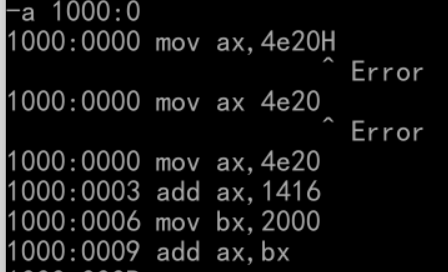 -a 1000:0
1000:0000 mov ax,4e20H
^ Error
1000:0000 mov ax 4e20
^ Error
1000:0000 mov ax,4e20
1000:0003 add ax,1416
1000:0006 mov bx,2000
1000:0009 add ax,bx